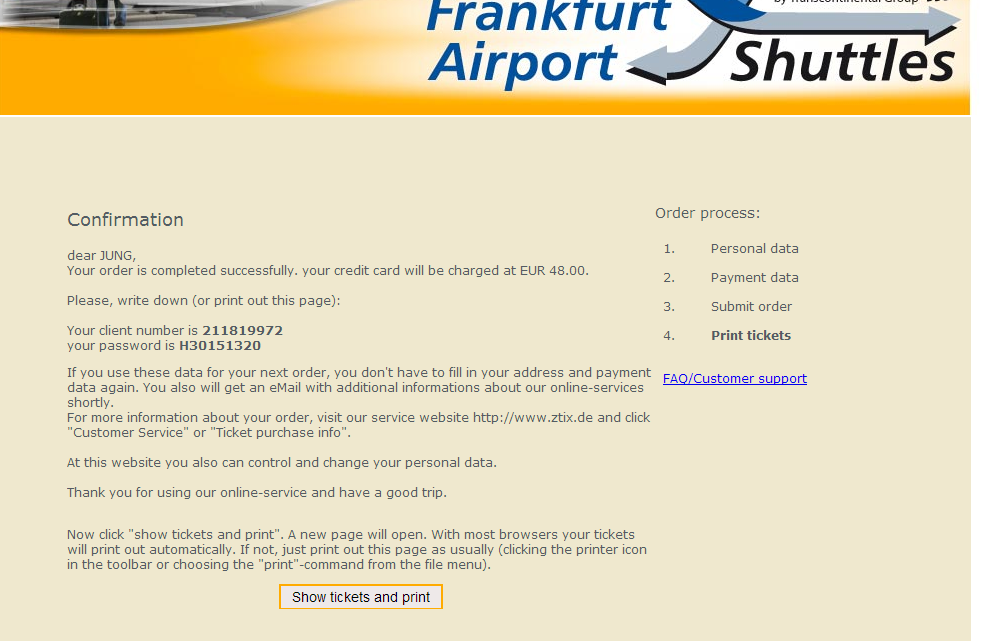 by Transcontinental Group
Frankfurt
Airport
Shuttles
Confirmation
dear JUNG,
Your order is completed successfully. your credit card will be charged at EUR 48.00.
Please, write down (or print out this page):
Your client number is 211819972
your password is H30151320
If you use these data for your next order, you don't have to fill in your address and payment
data again. You also will get an eMail with additional informations about our online-services
shortly.
For more information about your order, visit our service website http://www.ztix.de and click
"Customer Service" or "Ticket purchase info".
At this website you also can control and change your personal data.
Thank you for using our online-service and have a good trip.
Now click "show tickets and print". A new page will open. With most browsers your tickets
will print out automatically. If not, just print out this page as usually (clicking the printer icon
in the toolbar or choosing the "print"-command from the file menu).
Show tickets and print
Order process:
1. Personal data
2. Payment data
3. Submit order
4. Print tickets
FAQ/Customer support